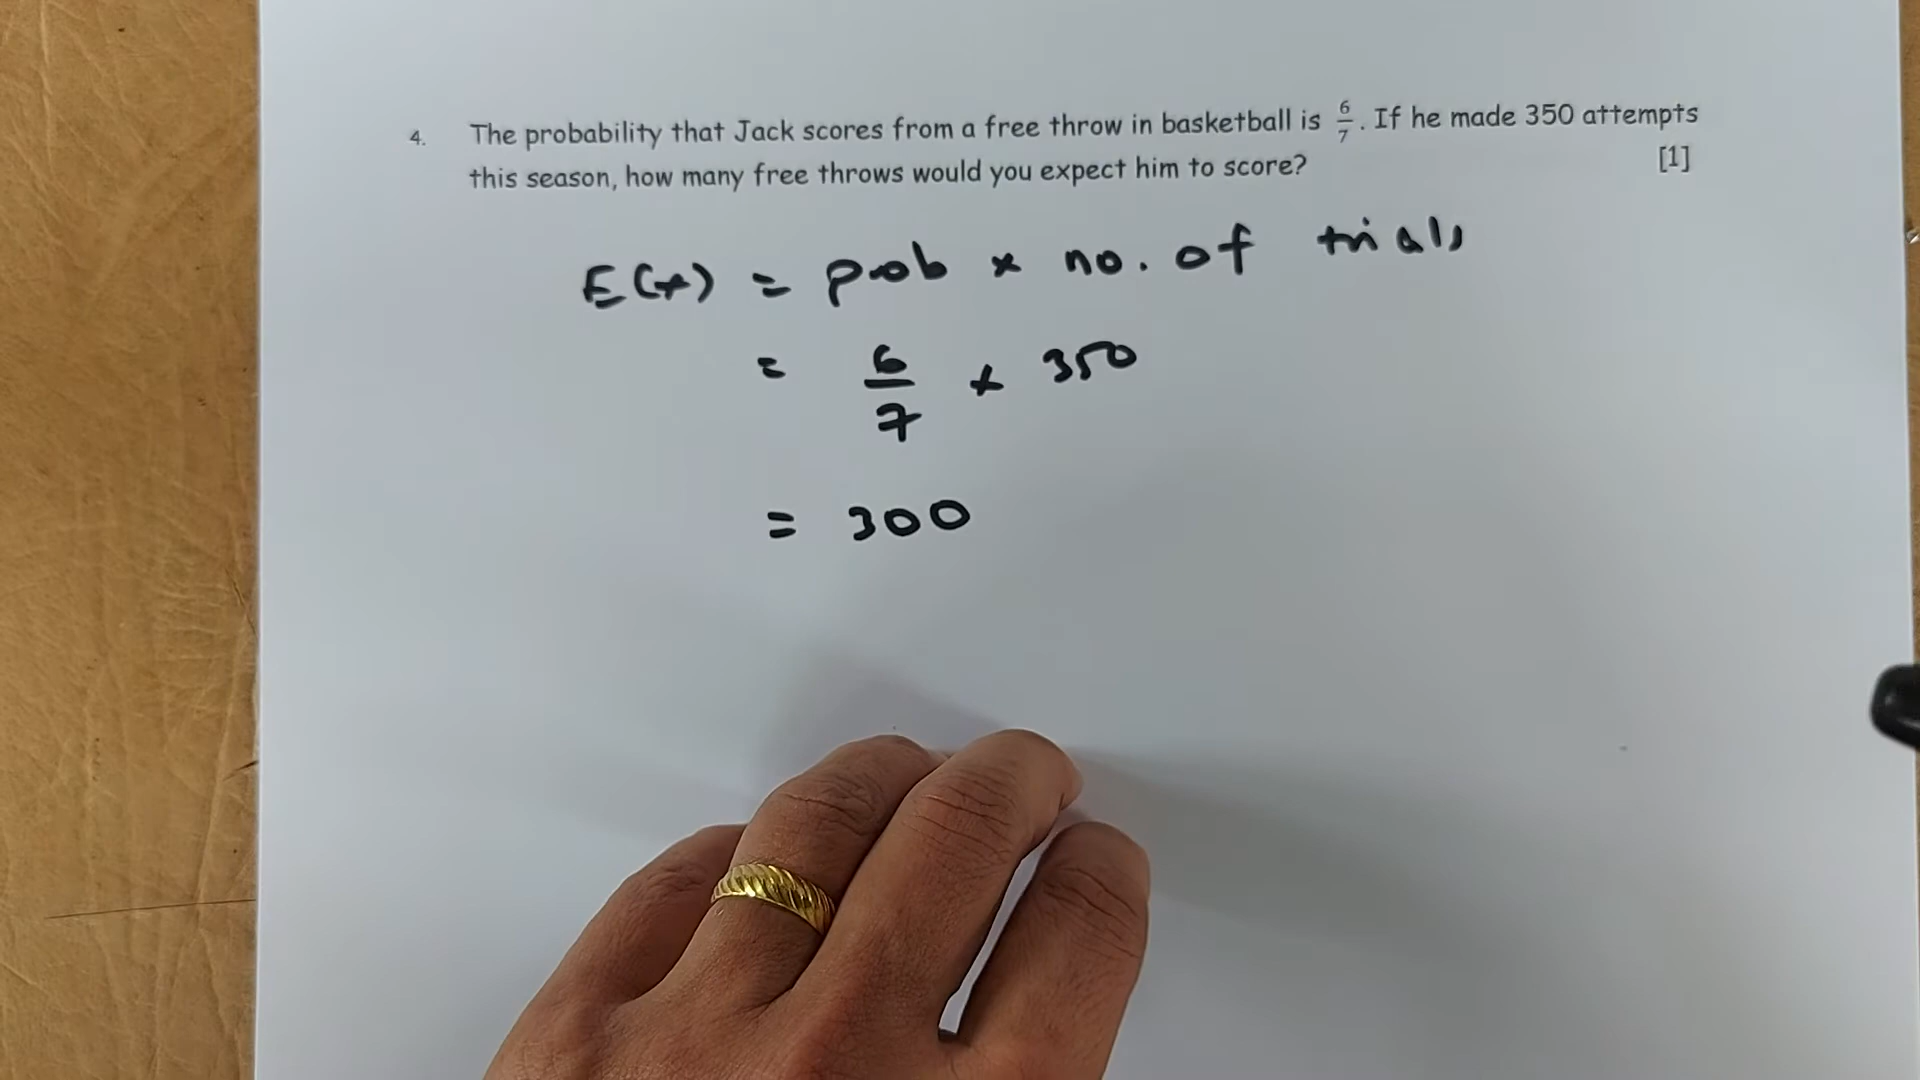 4. The probability that Jack scores from a free throw in basketball is 6/7. If he made 350 attempts
this season, how many free throws would you expect him to score? [1]
E(x) = prob × no. of trials
= 6/7 × 350
= 300